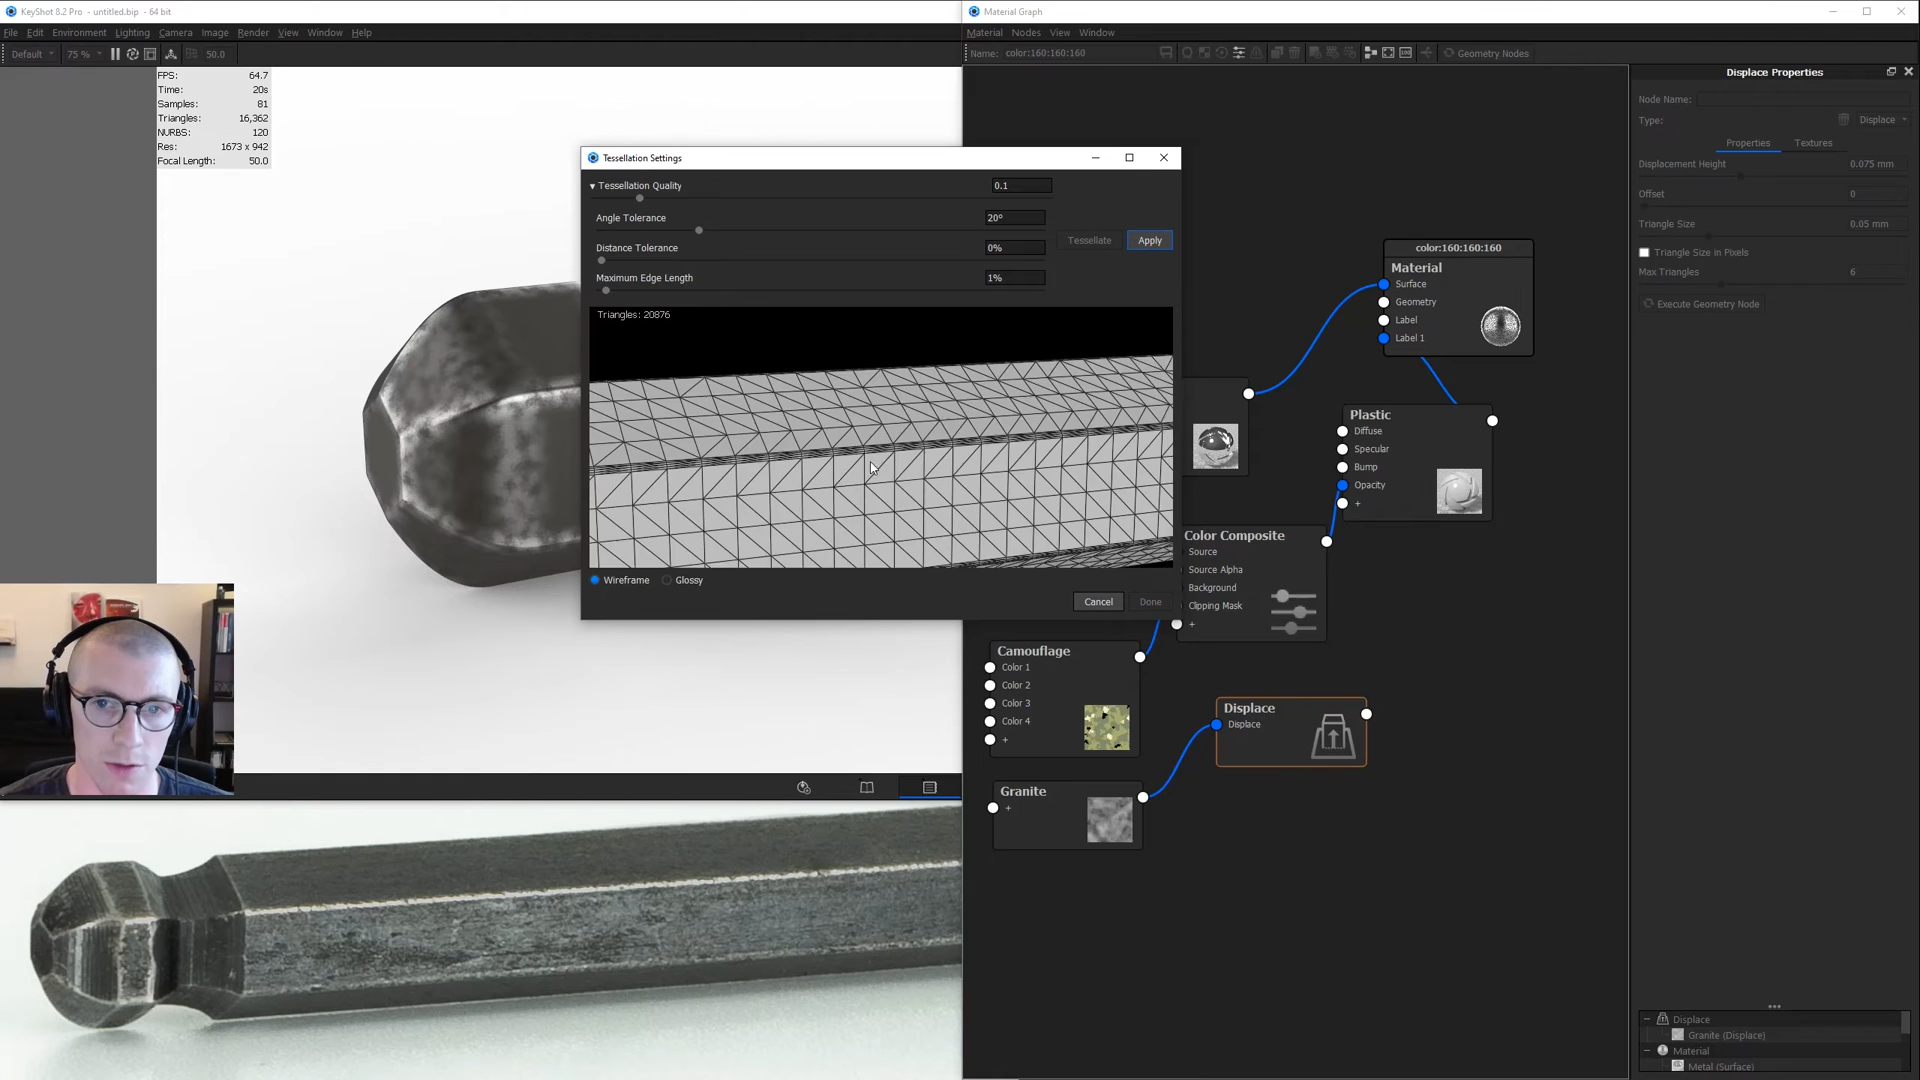 KeyShot 8.2 Pro - untitled.bip - 64 bit
File Edit Environment Lighting Camera Image Render View Window Help
Default 75 % 50.0
FPS: 64.7
Time: 20s
Samples: 81
Triangles: 16,362
NURBS: 120
Res: 1673 x 942
Focal Length: 50.0
Material Graph
Material Nodes View Window
Name: color:160:160:160 Geometry Nodes
Displace Properties
Node Name:
Type: Displace
Properties Textures
Displacement Height 0.075 mm
Offset 0
Triangle Size 0.05 mm
Triangle Size in Pixels
Max Triangles 6
Execute Geometry Node
Tessellation Settings
Tessellation Quality 0.1
Angle Tolerance 20º
Distance Tolerance 0%
Maximum Edge Length 1%
Tessellate Apply
Triangles: 20876
Wireframe Glossy
Cancel Done
color:160:160:160
Material
Surface
Geometry
Label
Label 1
Plastic
Diffuse
Specular
Bump
Opacity
+
Color Composite
Source
Source Alpha
Background
Clipping Mask
+
Camouflage
Color 1
Color 2
Color 3
Color 4
+
Displace
Displace
Granite
+
Displace
Granite (Displace)
Material
Metal (Surface)